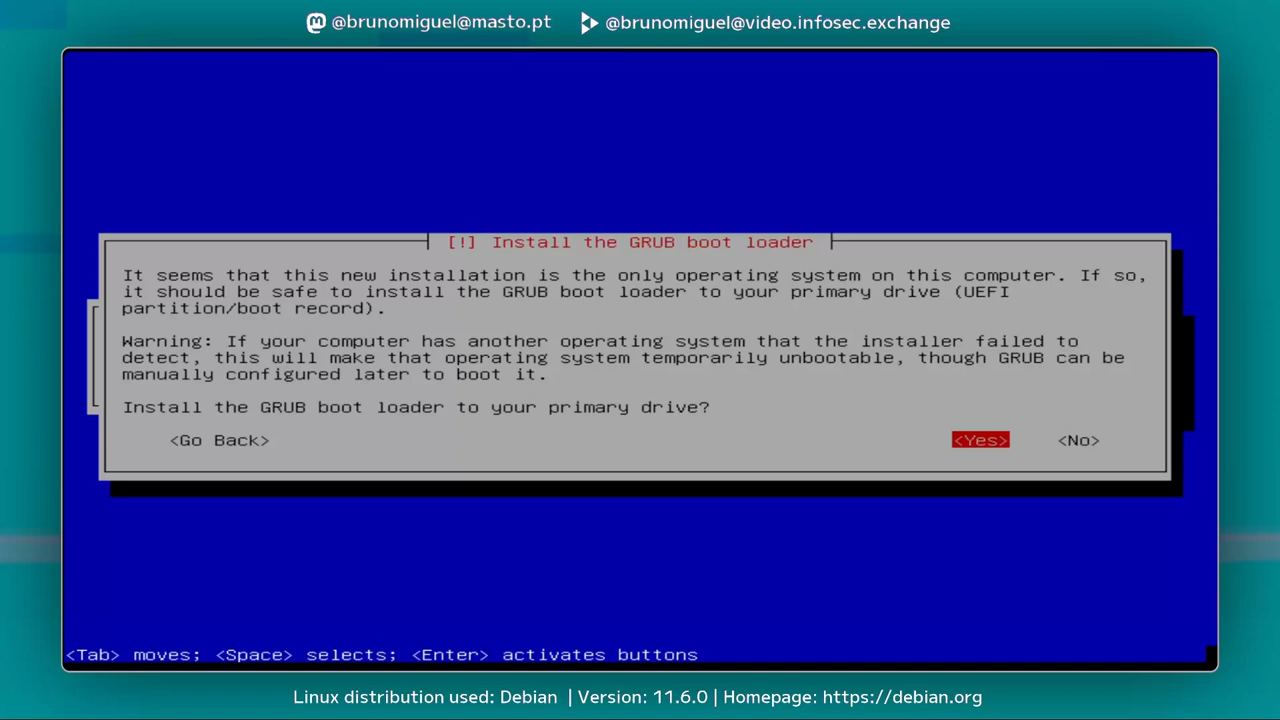 @brunomiguel@masto.pt @brunomiguel@video.infosec.exchange
[!] Install the GRUB boot loader
It seems that this new installation is the only operating system on this computer. If so,
it should be safe to install the GRUB boot loader to your primary drive (UEFI
partition/boot record).
Warning: If your computer has another operating system that the installer failed to
detect, this will make that operating system temporarily unbootable, though GRUB can be
manually configured later to boot it.
Install the GRUB boot loader to your primary drive?
<Go Back> <Yes> <No>
<Tab> moves; <Space> selects; <Enter> activates buttons
Linux distribution used: Debian | Version: 11.6.0 | Homepage: https://debian.org